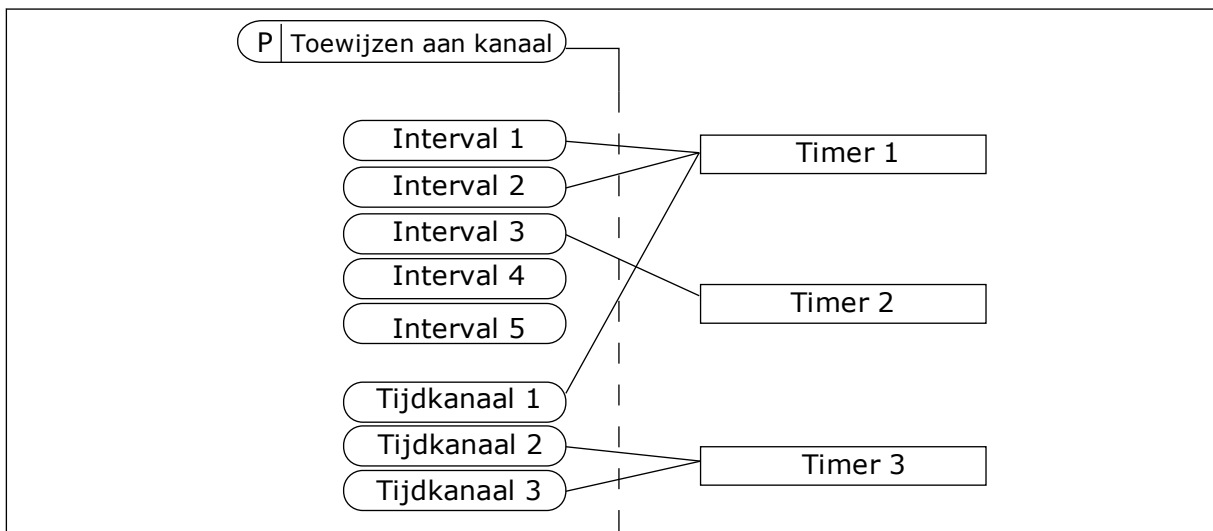 P Toewijzen aan kanaal
Interval 1
Timer 1
Interval 2
Interval 3
Interval 4
Timer 2
Interval 5
Tijdkanaal 1
Tijdkanaal 2
Timer 3
Tijdkanaal 3